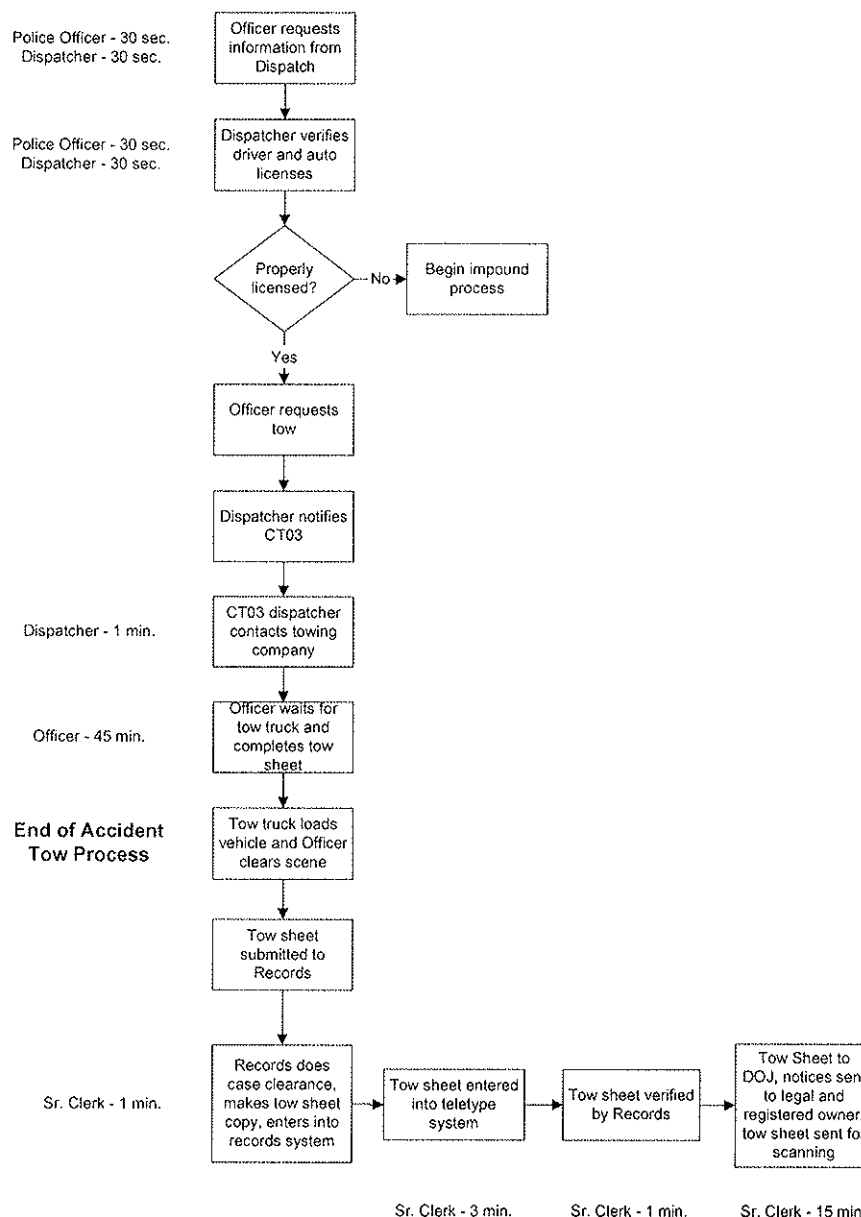 Police Officer - 30 sec.
Dispatcher - 30 sec.
Officer requests
information from
Dispatch
Police Officer - 30 sec.
Dispatcher - 30 sec.
Dispatcher verifies
driver and auto
licenses
Properly
licensed?
No
Begin impound
process
Yes
Officer requests
tow
Dispatcher notifies
CT03
Dispatcher - 1 min.
CT03 dispatcher
contacts towing
company
Officer - 45 min.
Officer waits for
tow truck and
completes tow
sheet
End of Accident
Tow Process
Tow truck loads
vehicle and Officer
clears scene
Tow sheet
submitted to
Records
Sr. Clerk - 1 min.
Records does
case clearance,
makes tow sheet
copy, enters into
records system
Tow sheet entered
into teletype
system
Tow sheet verified
by Records
Tow Sheet to
DOJ, notices sent
to legal and
registered owner,
tow sheet sent for
scanning
Sr. Clerk - 3 min.
Sr. Clerk - 1 min.
Sr. Clerk - 15 min